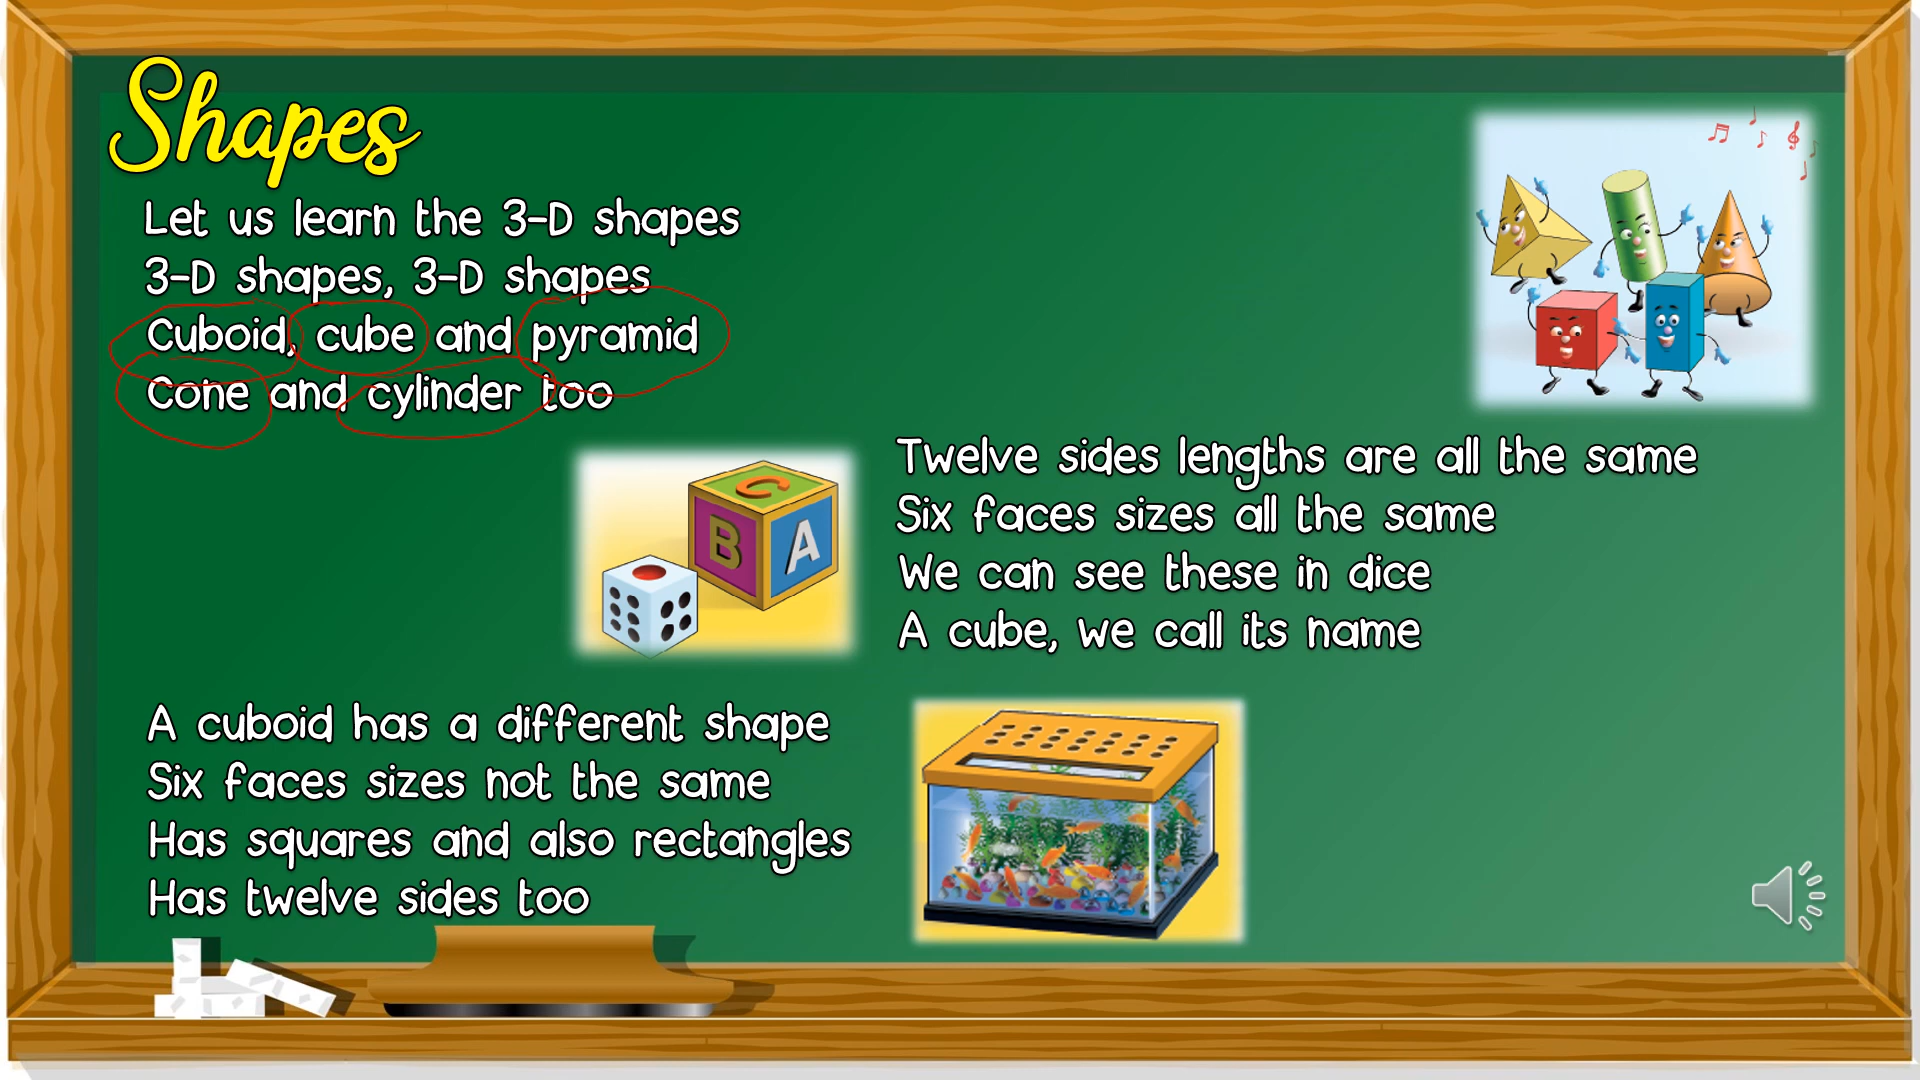 Shapes
Let us learn the 3-D shapes
3-D shapes, 3-D shapes
Cuboid, cube and pyramid
Cone and cylinder too
C
B A
Twelve sides lengths are all the same
Six faces sizes all the same
We can see these in dice
A cube, we call its name
A cuboid has a different shape
Six faces sizes not the same
Has squares and also rectangles
Has twelve sides too